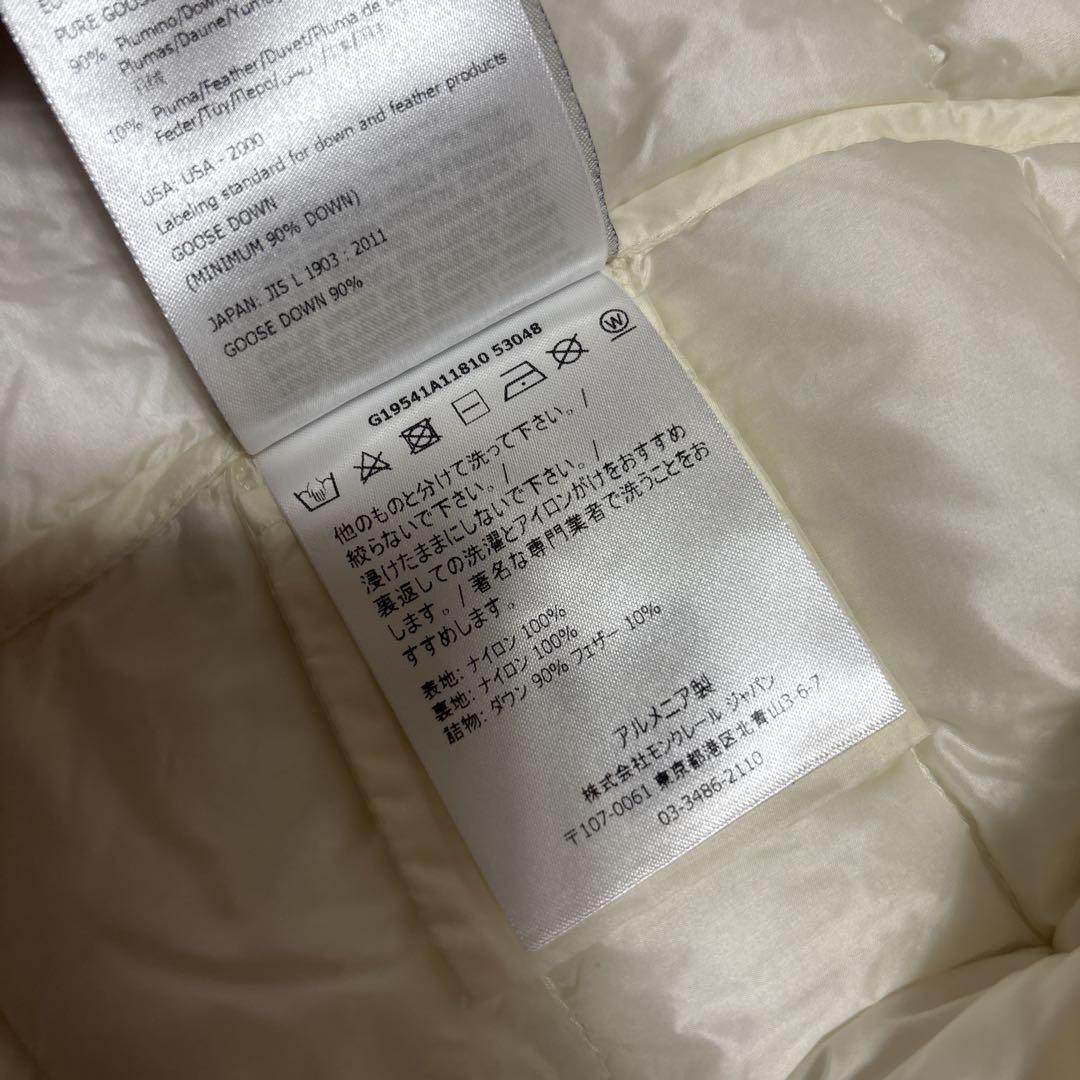 PURE GOOS
90% Piumino/Down
Plumas/Daune/
10% Piuma/Feather/Duvet/Pluma de
Feder/Tuy/Перо/
USA: USA - 2000
Labeling standard for down and feather products
GOOSE DOWN
(MINIMUM 90% DOWN)
JAPAN: JIS L 1903 : 2011
GOOSE DOWN 90%
G19541A11810 53048
W
他のものと分けて洗って下さい。/
絞らないで下さい。/
浸けたままにしないで下さい。/
裏返しての洗濯とアイロンがけをおすすめ
します。/著名な専門業者で洗うことをお
すすめします。
表地: ナイロン 100%
裏地: ナイロン 100%
詰物: ダウン 90% フェザー 10%
アルメニア製
株式会社モンクレール ジャパン
〒107-0061 東京都港区北青山3-6-7
03-3486-2110